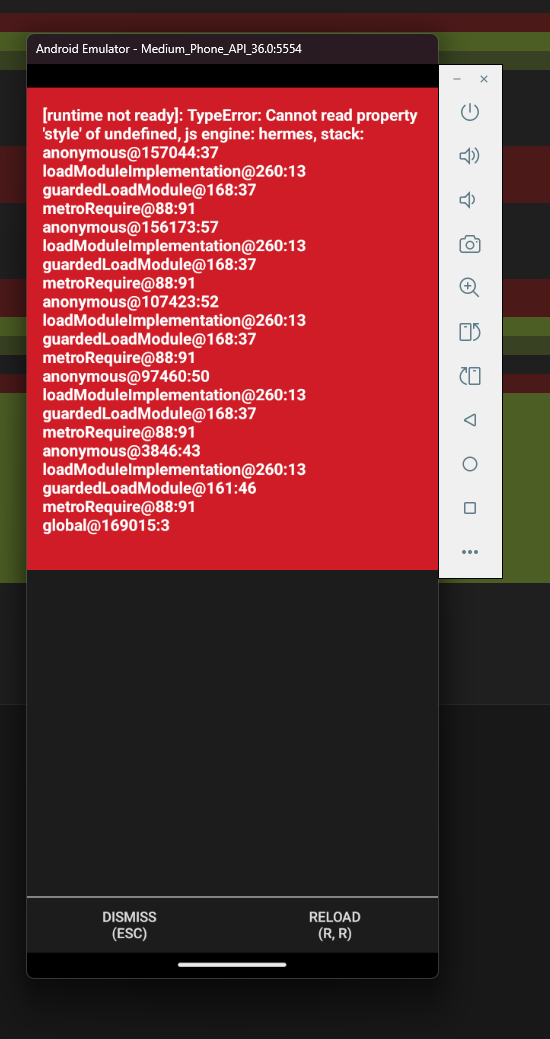 Android Emulator - Medium_Phone_API_36.0:5554
[runtime not ready]: TypeError: Cannot read property
'style' of undefined, js engine: hermes, stack:
anonymous@157044:37
loadModuleImplementation@260:13
guardedLoadModule@168:37
metroRequire@88:91
anonymous@156173:57
loadModuleImplementation@260:13
guardedLoadModule@168:37
metroRequire@88:91
anonymous@107423:52
loadModuleImplementation@260:13
guardedLoadModule@168:37
metroRequire@88:91
anonymous@97460:50
loadModuleImplementation@260:13
guardedLoadModule@168:37
metroRequire@88:91
anonymous@3846:43
loadModuleImplementation@260:13
guardedLoadModule@161:46
metroRequire@88:91
global@169015:3
DISMISS
(ESC)
RELOAD
(R, R)